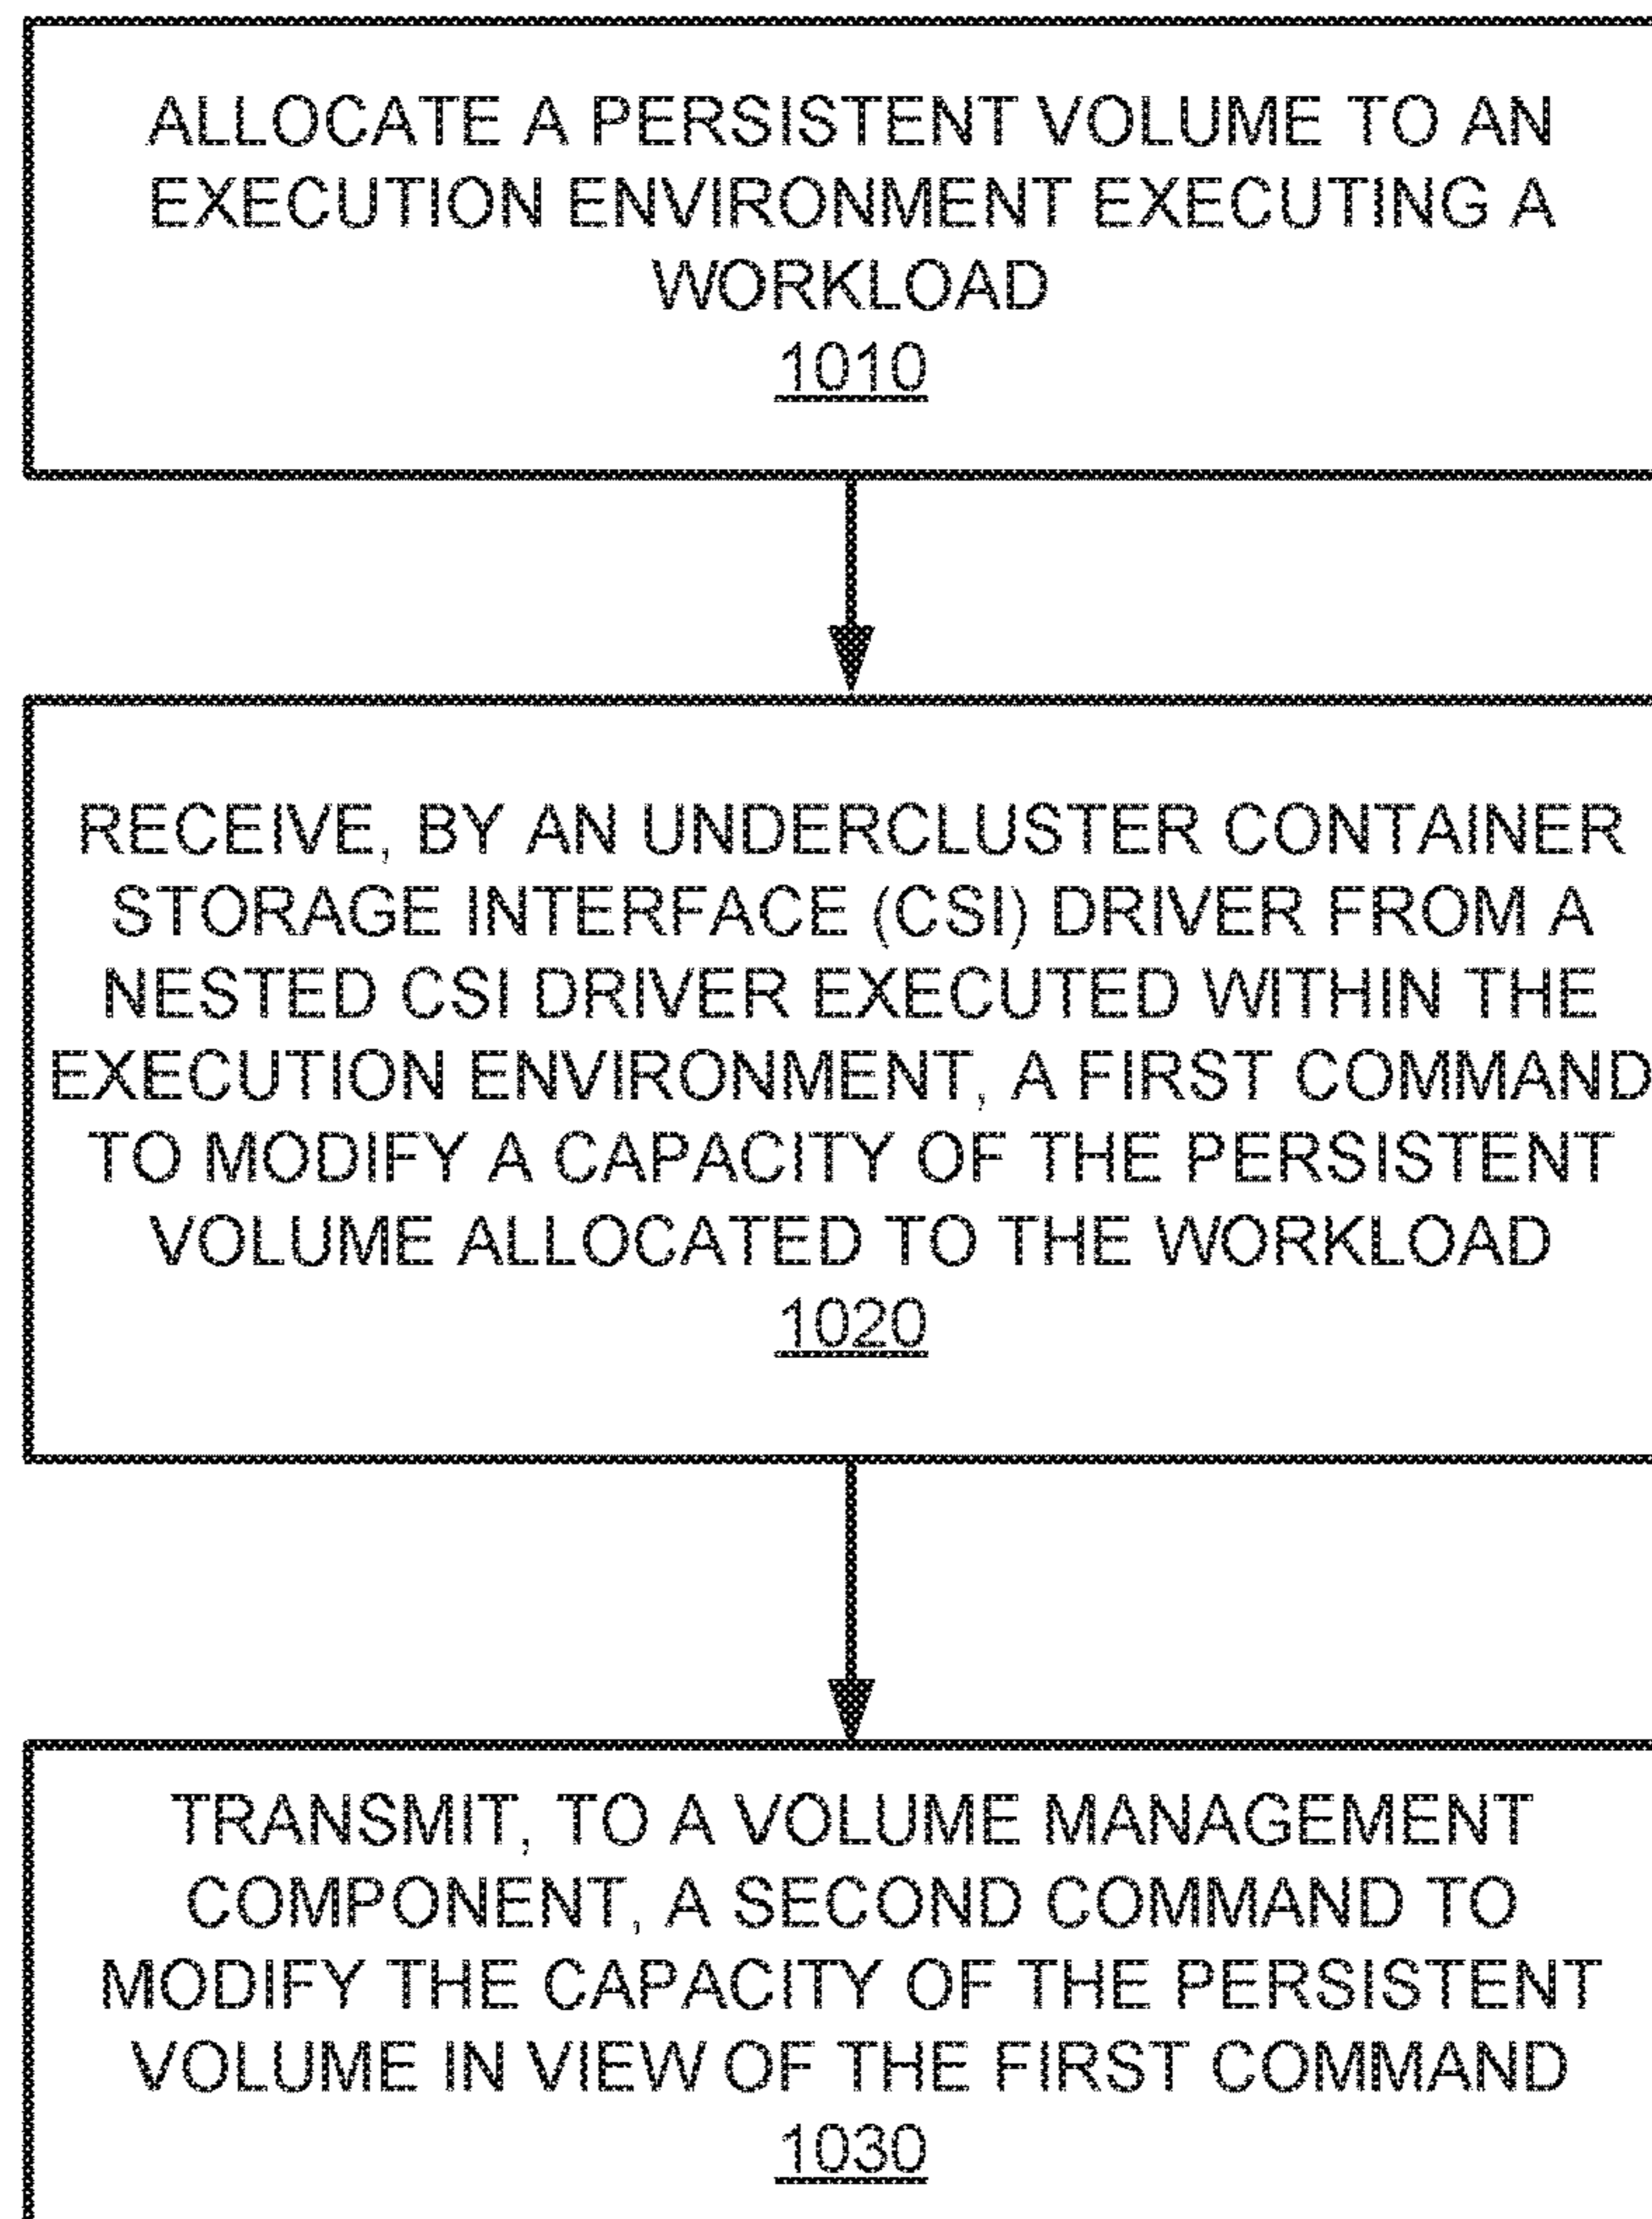 ALLOCATE A PERSISTENT VOLUME TO AN
EXECUTION ENVIRONMENT EXECUTING A
WORKLOAD
1010
RECEIVE, BY AN UNDERCLUSTER CONTAINER
STORAGE INTERFACE (CSI) DRIVER FROM A
NESTED CSI DRIVER EXECUTED WITHIN THE
EXECUTION ENVIRONMENT, A FIRST COMMAND
TO MODIFY A CAPACITY OF THE PERSISTENT
VOLUME ALLOCATED TO THE WORKLOAD
1020
TRANSMIT, TO A VOLUME MANAGEMENT
COMPONENT, A SECOND COMMAND TO
MODIFY THE CAPACITY OF THE PERSISTENT
VOLUME IN VIEW OF THE FIRST COMMAND
1030